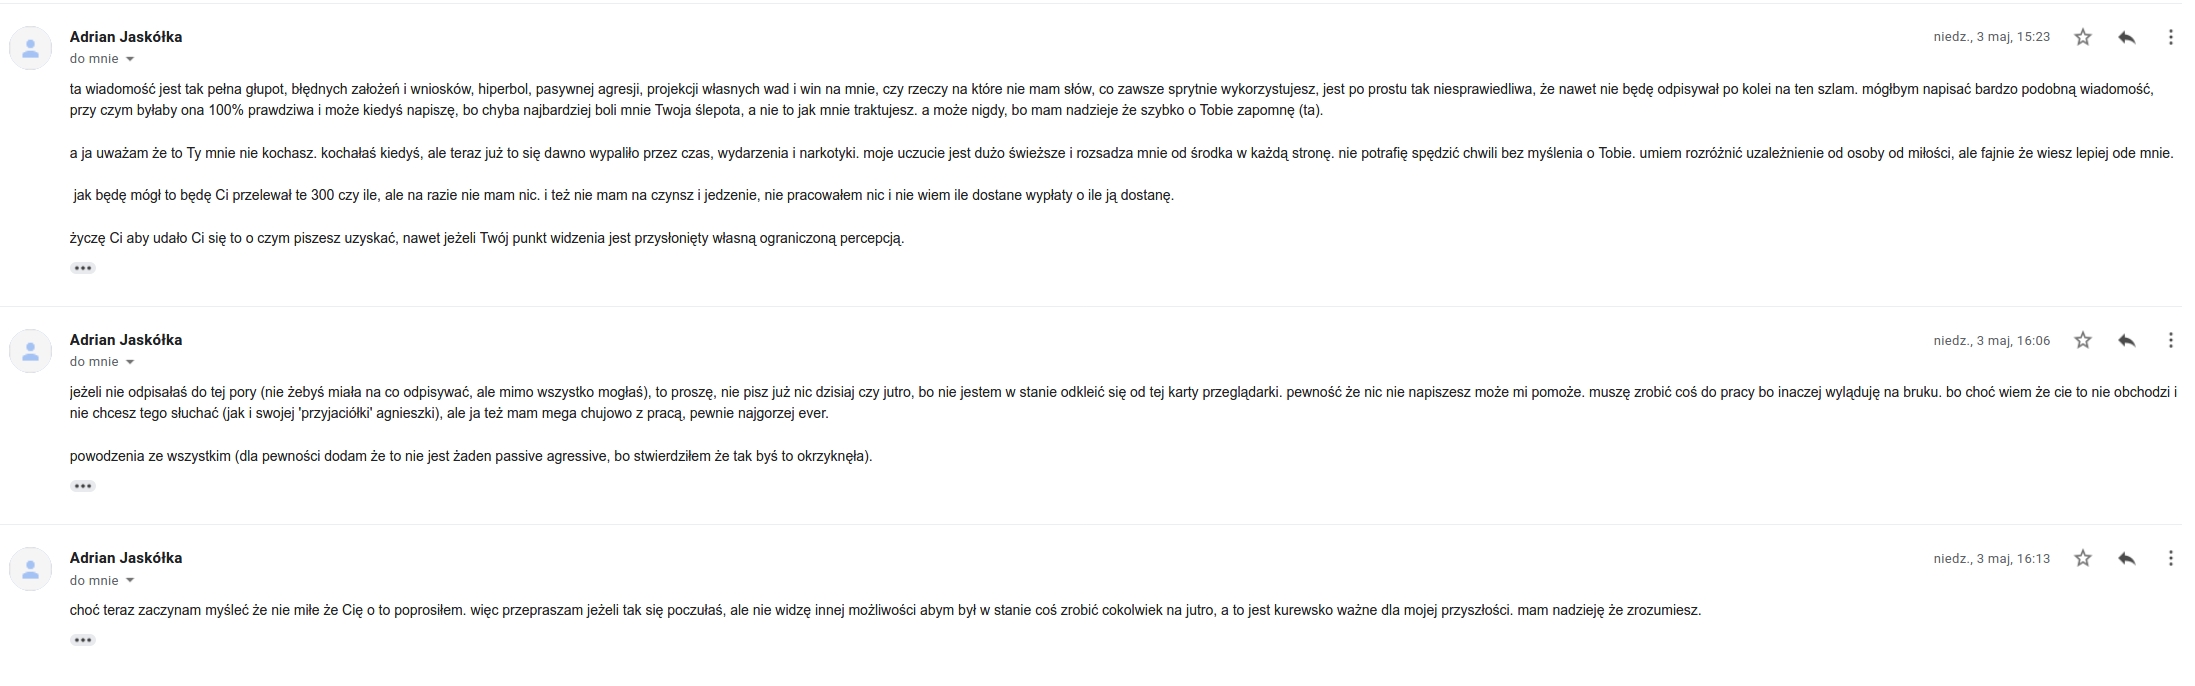 Adrian Jaskółka
niedz., 3 maj, 15:23
do mnie
ta wiadomość jest tak pełna głupot, błędnych założeń i wniosków, hiperbol, pasywnej agresji, projekcji własnych wad i win na mnie, czy rzeczy na które nie mam słów, co zawsze sprytnie wykorzystujesz, jest po prostu tak niesprawiedliwa, że nawet nie będę odpisywał po kolei na ten szlam. mógłbym napisać bardzo podobną wiadomość,
przy czym byłaby ona 100% prawdziwa i może kiedyś napiszę, bo chyba najbardziej boli mnie Twoja ślepota, a nie to jak mnie traktujesz. a może nigdy, bo mam nadzieje że szybko o Tobie zapomnę (ta).
a ja uważam że to Ty mnie nie kochasz. kochałaś kiedyś, ale teraz już to się dawno wypaliło przez czas, wydarzenia i narkotyki. moje uczucie jest dużo świeższe i rozsadza mnie od środka w każdą stronę. nie potrafię spędzić chwili bez myślenia o Tobie. umiem rozróżnić uzależnienie od osoby od miłości, ale fajnie że wiesz lepiej ode mnie.
jak będę mógł to będę Ci przelewał te 300 czy ile, ale na razie nie mam nic. i też nie mam na czynsz i jedzenie, nie pracowałem nic i nie wiem ile dostane wypłaty o ile ją dostanę.
życzę Ci aby udało Ci się to o czym piszesz uzyskać, nawet jeżeli Twój punkt widzenia jest przysłonięty własną ograniczoną percepcją.
Adrian Jaskółka
niedz., 3 maj, 16:06
do mnie
jeżeli nie odpisałaś do tej pory (nie żebyś miała na co odpisywać, ale mimo wszystko mogłaś), to proszę, nie pisz już nic dzisiaj czy jutro, bo nie jestem w stanie odkleić się od tej karty przeglądarki. pewność że nic nie napiszesz może mi pomoże. muszę zrobić coś do pracy bo inaczej wyląduję na bruku. bo choć wiem że cie to nie obchodzi i
nie chcesz tego słuchać (jak i swojej 'przyjaciółki' agnieszki), ale ja też mam mega chujowo z pracą, pewnie najgorzej ever.
powodzenia ze wszystkim (dla pewności dodam że to nie jest żaden passive agressive, bo stwierdziłem że tak byś to okrzyknęła).
Adrian Jaskółka
niedz., 3 maj, 16:13
do mnie
choć teraz zaczynam myśleć że nie miłe że Cię o to poprosiłem. więc przepraszam jeżeli tak się poczułaś, ale nie widzę innej możliwości abym był w stanie coś zrobić cokolwiek na jutro, a to jest kurewsko ważne dla mojej przyszłości. mam nadzieję że zrozumiesz.